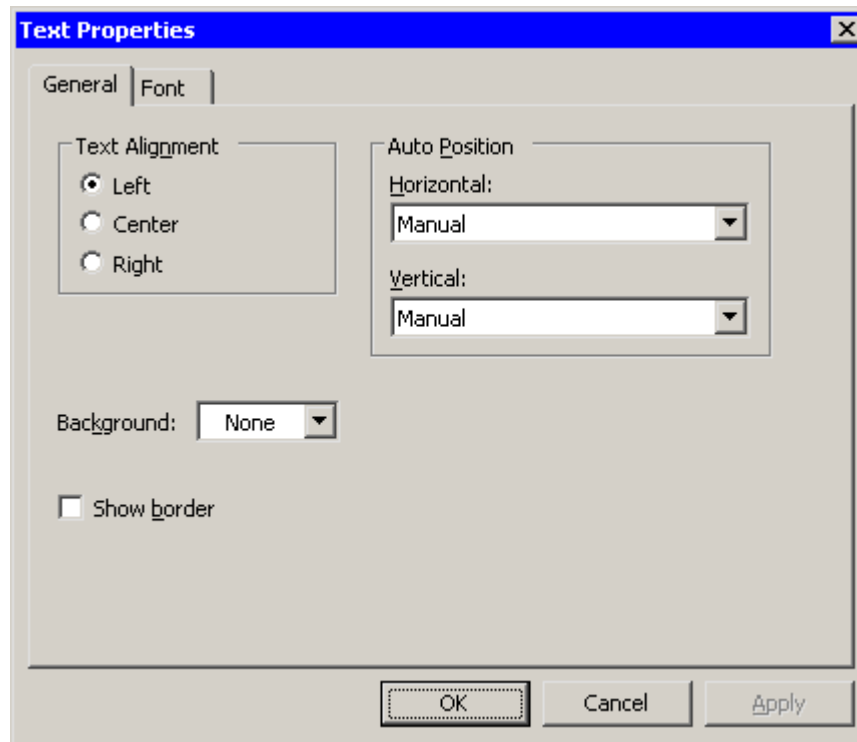 Text Properties
General
Font
Text Alignment
Left
Center
Right
Auto Position
Horizontal:
Manual
Vertical:
Manual
Background:
None
Show border
OK
Cancel
Apply